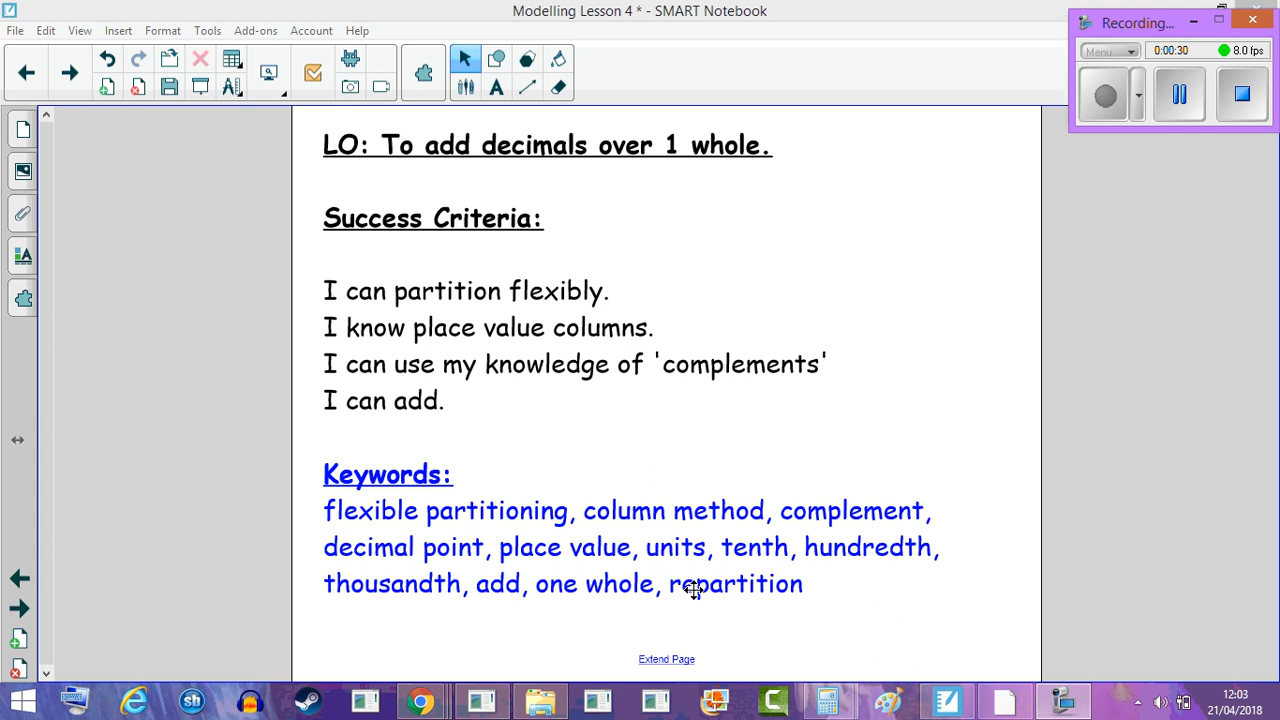 Modelling Lesson 4 * - SMART Notebook
File Edit View Insert Format Tools Add-ons Account Help
Recording...
Menu 0:00:30 8.0 fps
LO: To add decimals over 1 whole.
Success Criteria:
I can partition flexibly.
I know place value columns.
I can use my knowledge of 'complements'
I can add.
Keywords:
flexible partitioning, column method, complement,
decimal point, place value, units, tenth, hundredth,
thousandth, add, one whole, repartition
Extend Page
12:03
21/04/2018